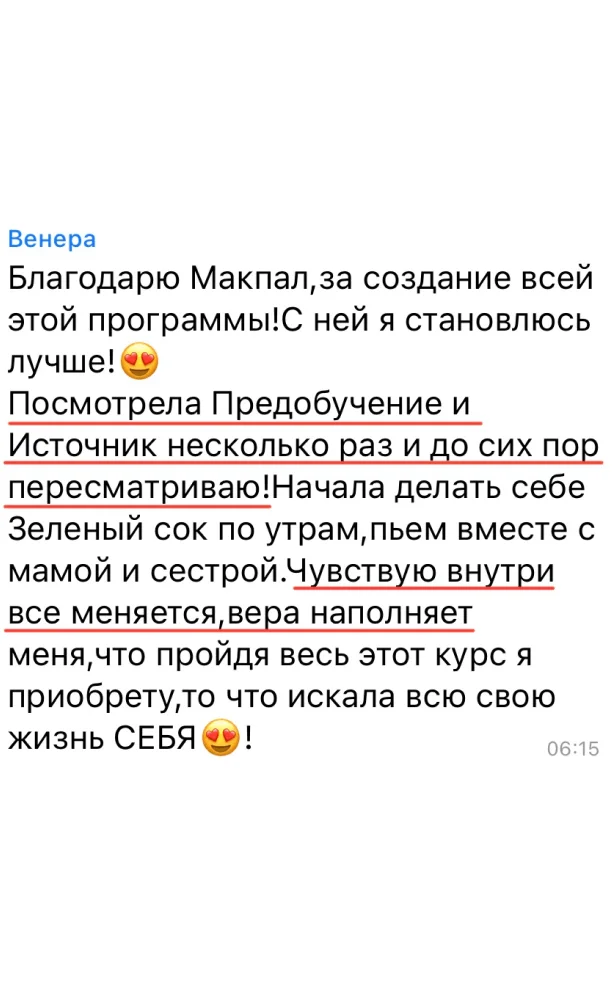 Венера
Благодарю Макпал,за создание всей
этой программы!С ней я становлюсь
лучше!😍
Посмотрела Предобучение и
Источник несколько раз и до сих пор
пересматриваю!Начала делать себе
Зеленый сок по утрам,пьем вместе с
мамой и сестрой.Чувствую внутри
все меняется,вера наполняет
меня,что пройдя весь этот курс я
приобрету,то что искала всю свою
жизнь СЕБЯ😍!
06:15